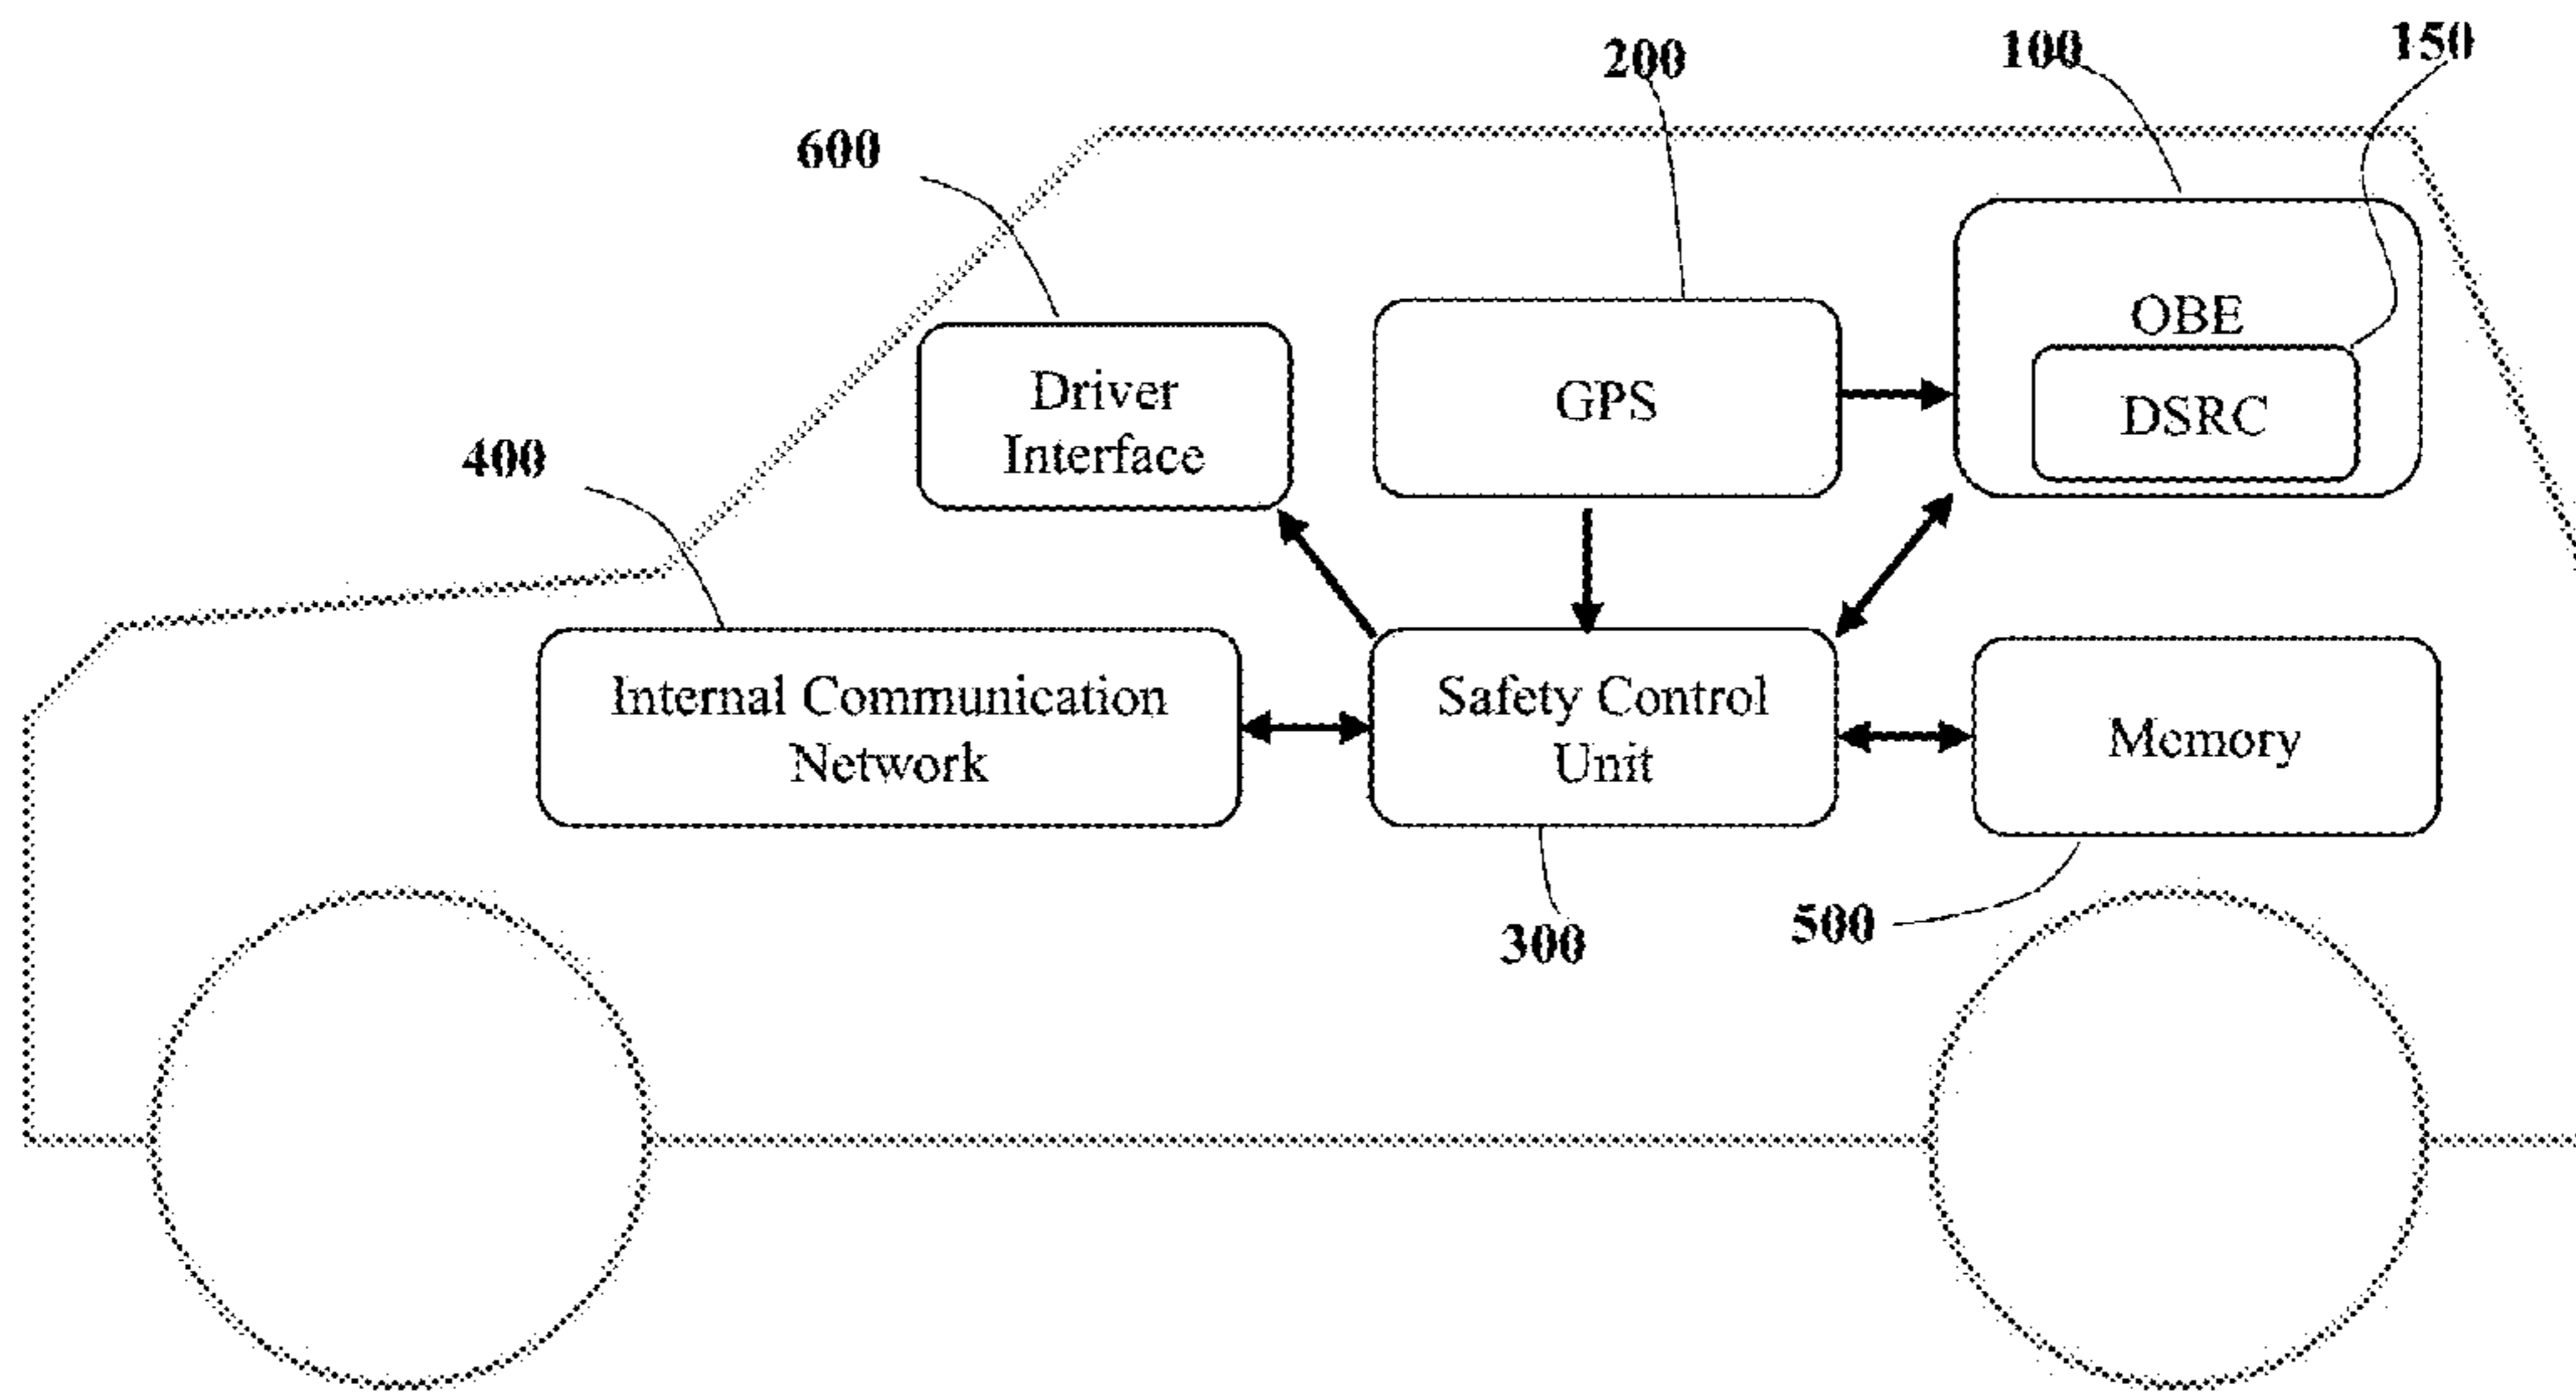 150
100
200
600
OBE
Driver
Interface
GPS
DSRC
400
Internal Communication
Network
Safety Control
Unit
Memory
500
300